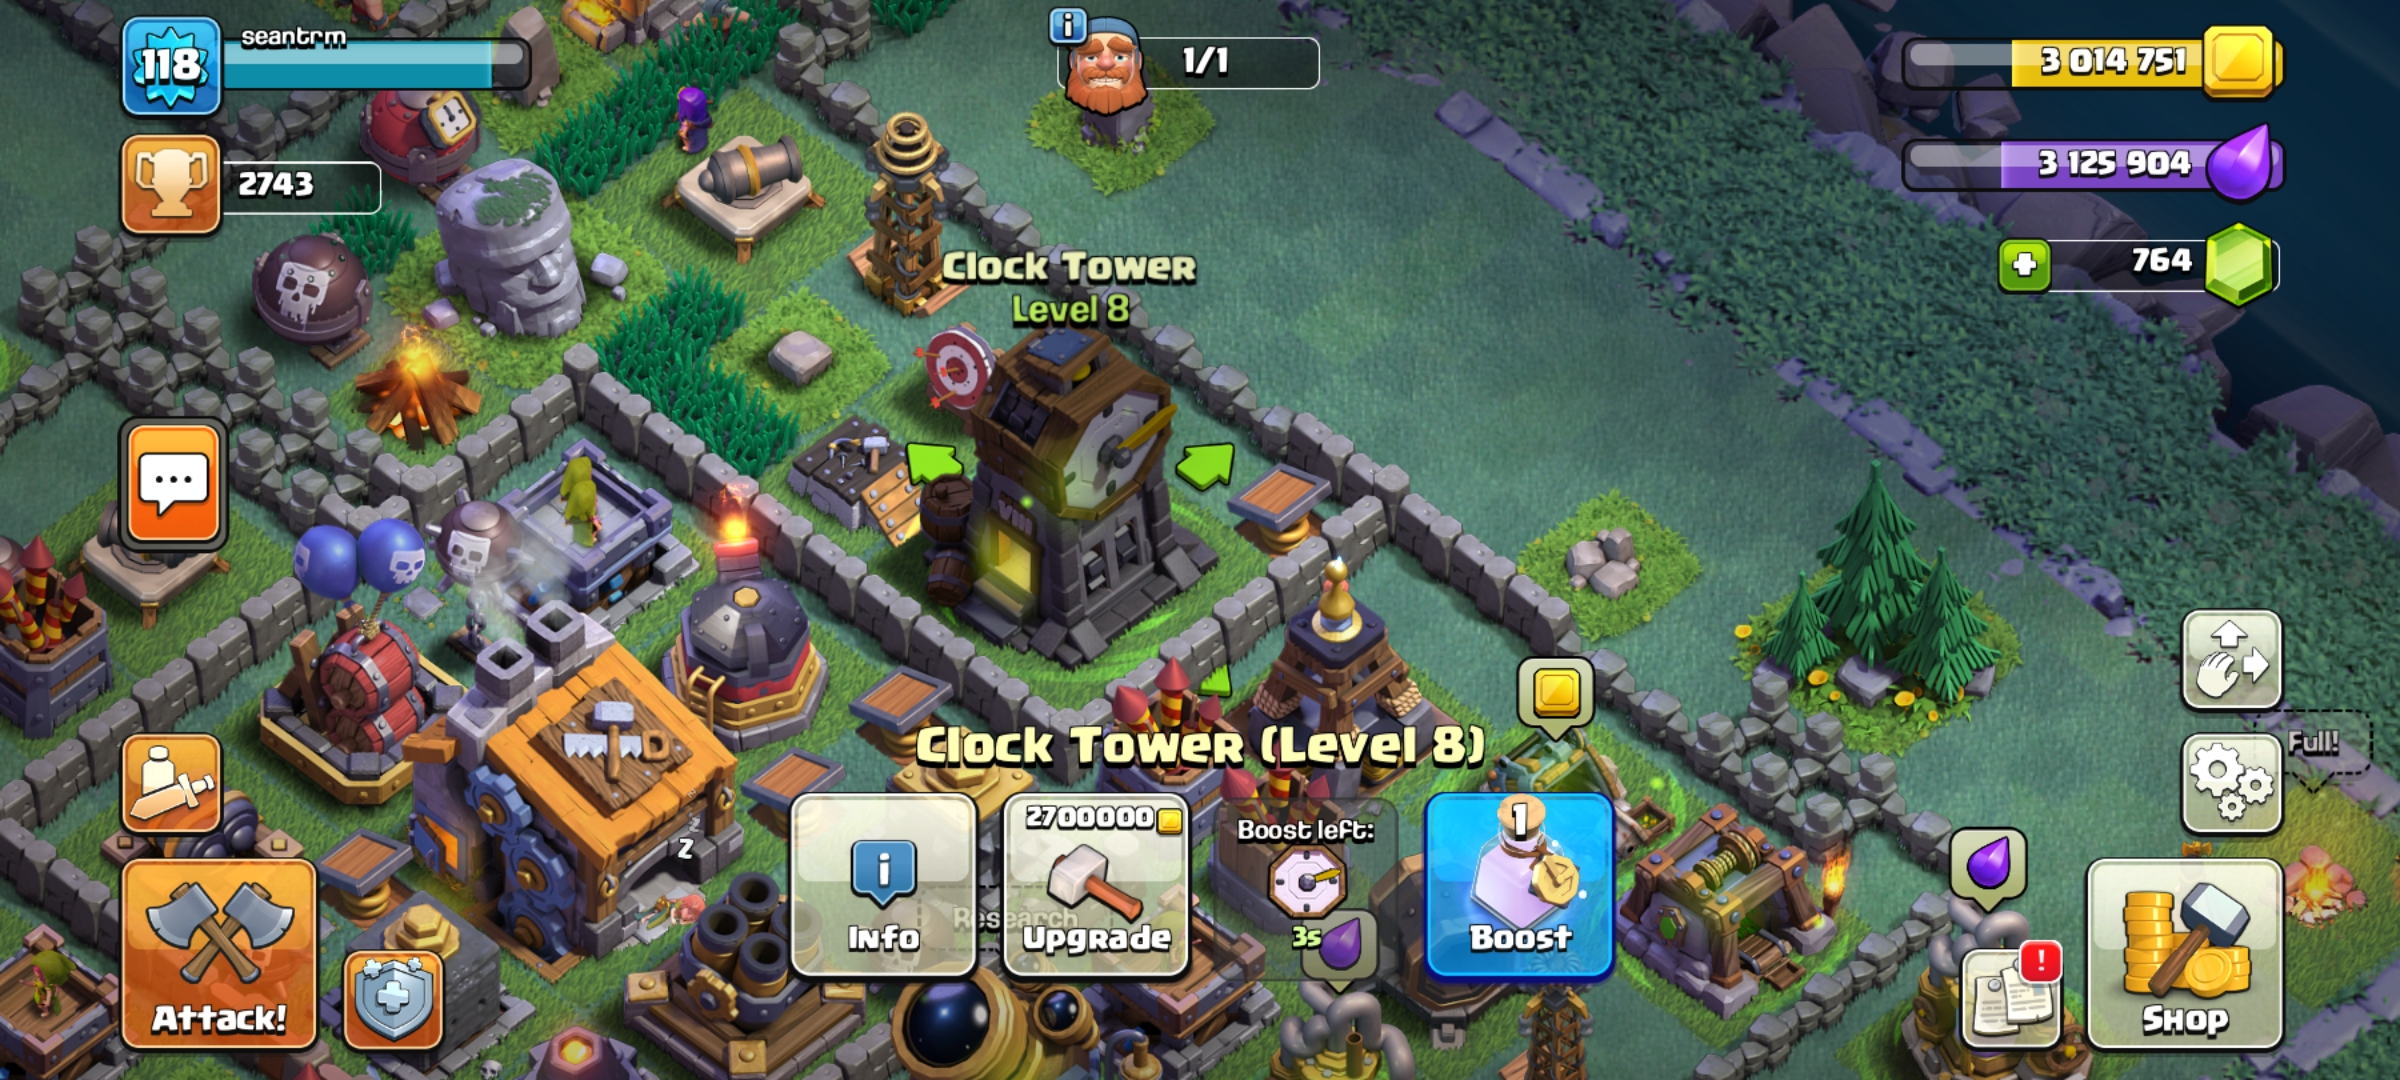 118
seantrm
1/1
3 014 751
2743
3 125 904
764
Clock Tower
Level 8
VIII
Full!
Clock Tower (Level 8)
2700000
Boost left:
1
z
z
Research
3s
Info
Upgrade
Boost
!
Attack!
Shop